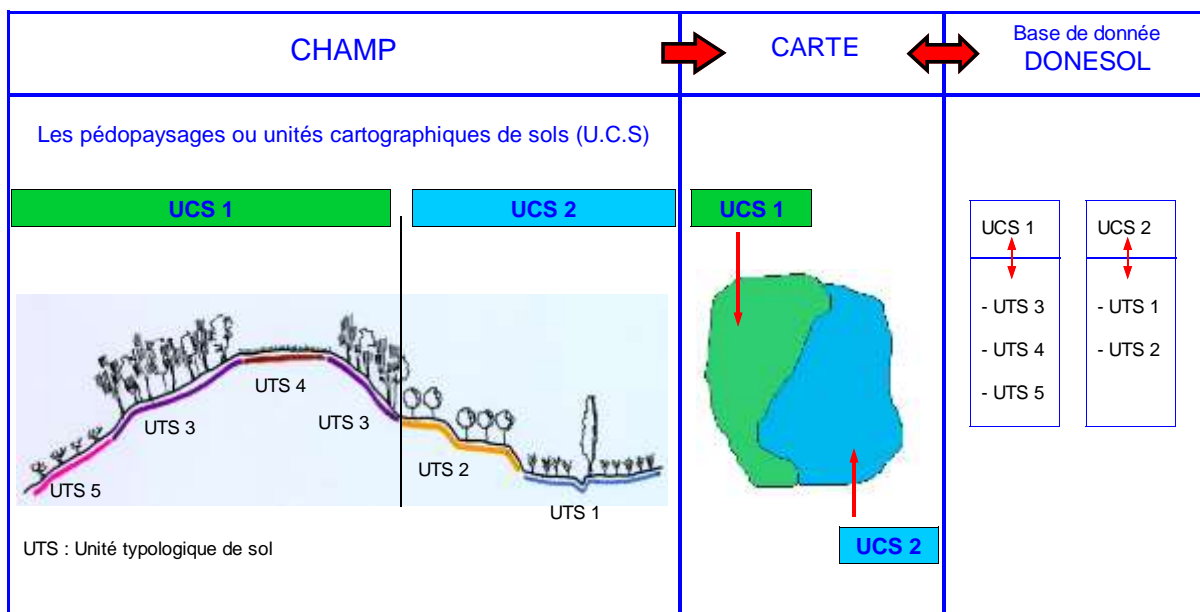 CHAMP
CARTE
Base de donnée
DONESOL
Les pédopaysages ou unités cartographiques de sols (U.C.S)
UCS 1
UCS 2
UTS 5
UTS 3
UTS 4
UTS 3
UTS 2
UTS 1
UTS : Unité typologique de sol
UCS 1
UCS 2
UCS 1
- UTS 3
- UTS 4
- UTS 5
UCS 2
- UTS 1
- UTS 2